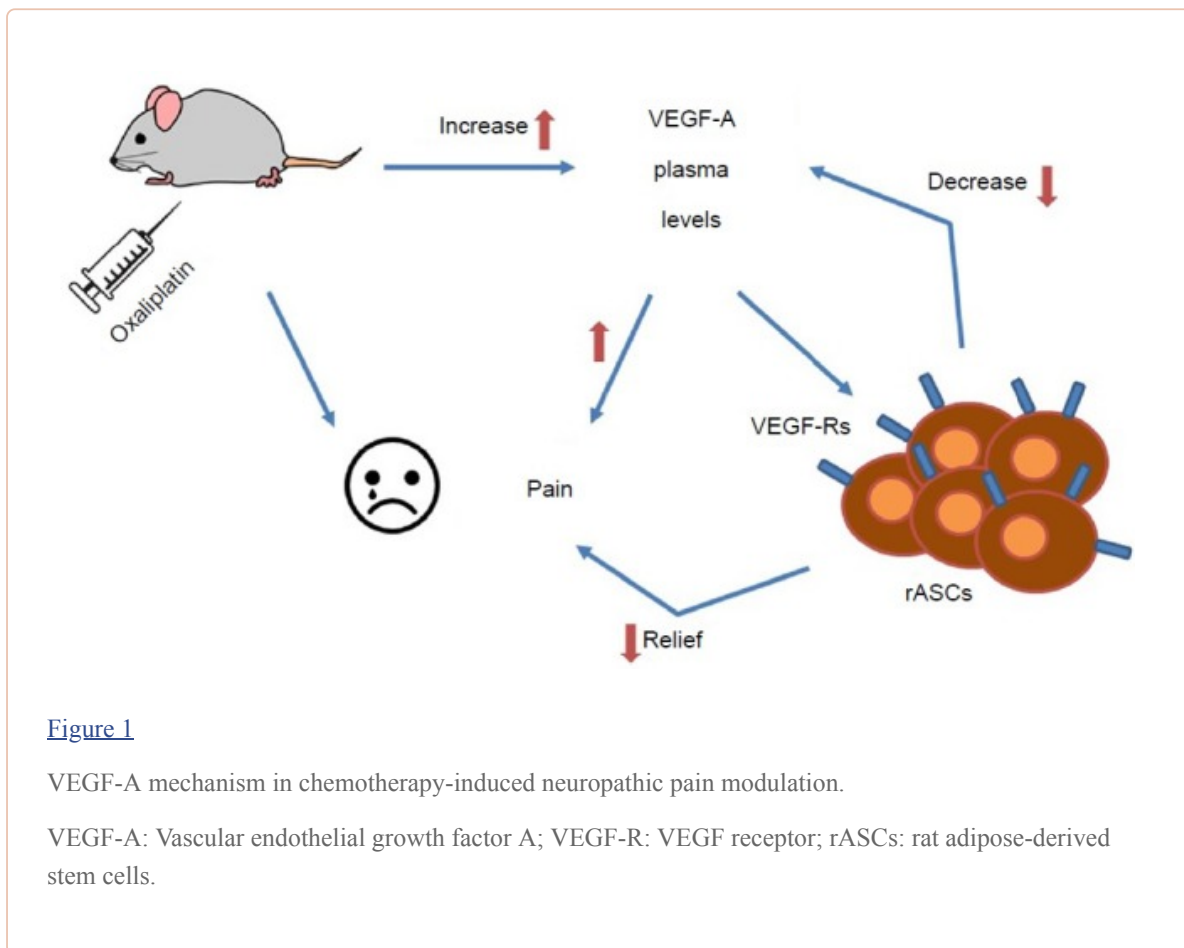 Increase
VEGF-A
plasma
levels
Decrease
Oxaliplatin
VEGF-Rs
Pain
rASCs
Relief
Figure 1
VEGF-A mechanism in chemotherapy-induced neuropathic pain modulation.
VEGF-A: Vascular endothelial growth factor A; VEGF-R: VEGF receptor; rASCs: rat adipose-derived
stem cells.